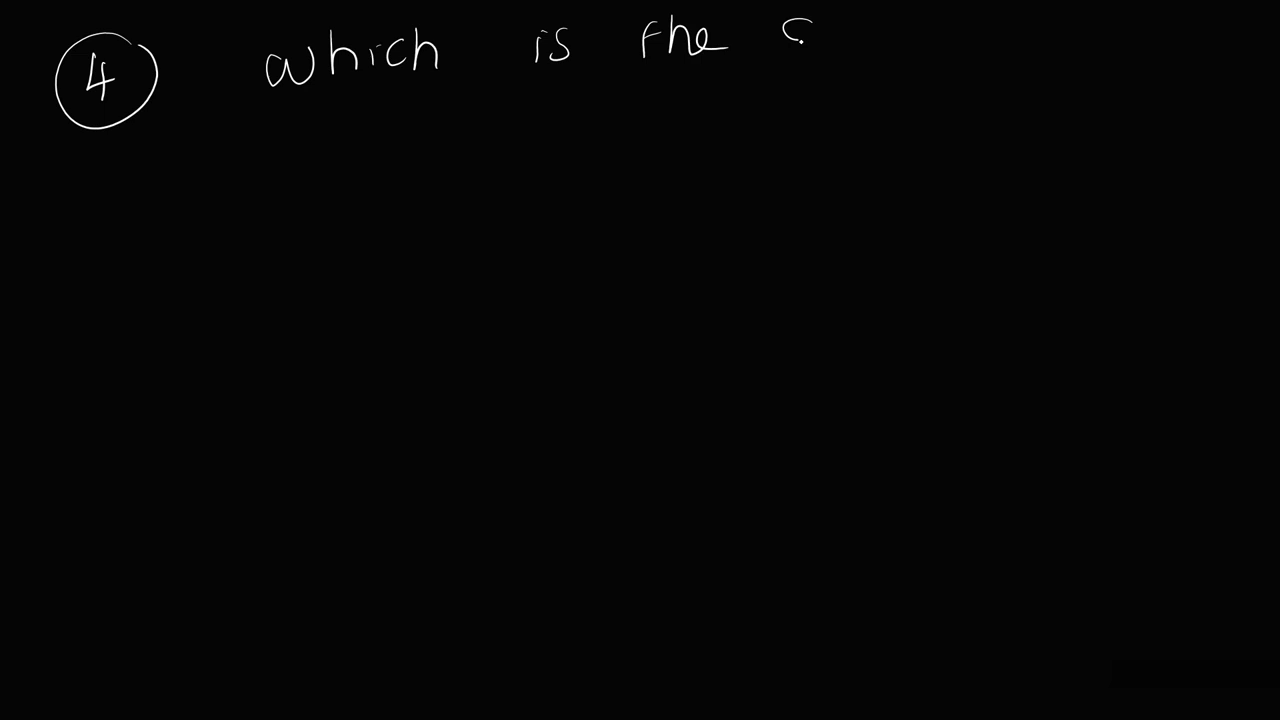 ④ which is the